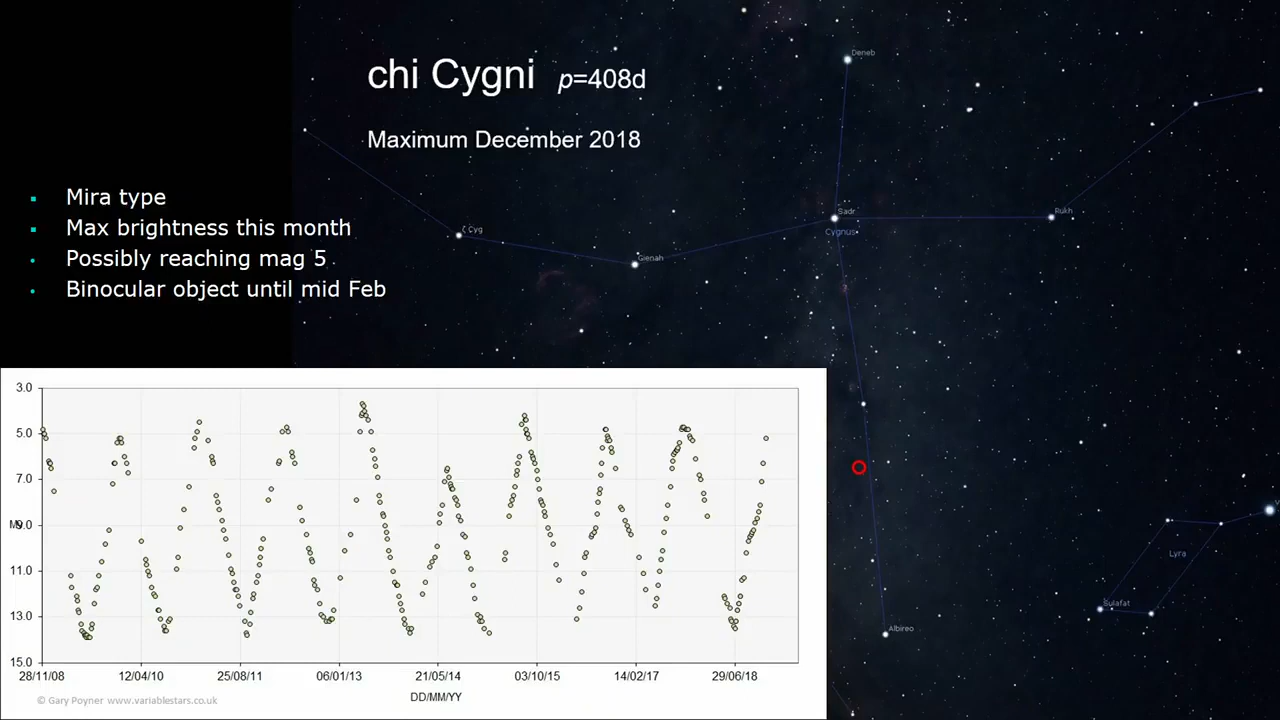 chi Cygni p=408d
Maximum December 2018
Mira type
Max brightness this month
Possibly reaching mag 5
Binocular object until mid Feb
Deneb
Sadr
Cygnus
Rukh
ζ Cyg
Gienah
Lyra
Sulafat
Albireo
V
3.0
5.0
7.0
9.0
11.0
13.0
15.0
28/11/08 12/04/10 25/08/11 06/01/13 21/05/14 03/10/15 14/02/17 29/06/18
DD/MM/YY
© Gary Poyner www.variablestars.co.uk